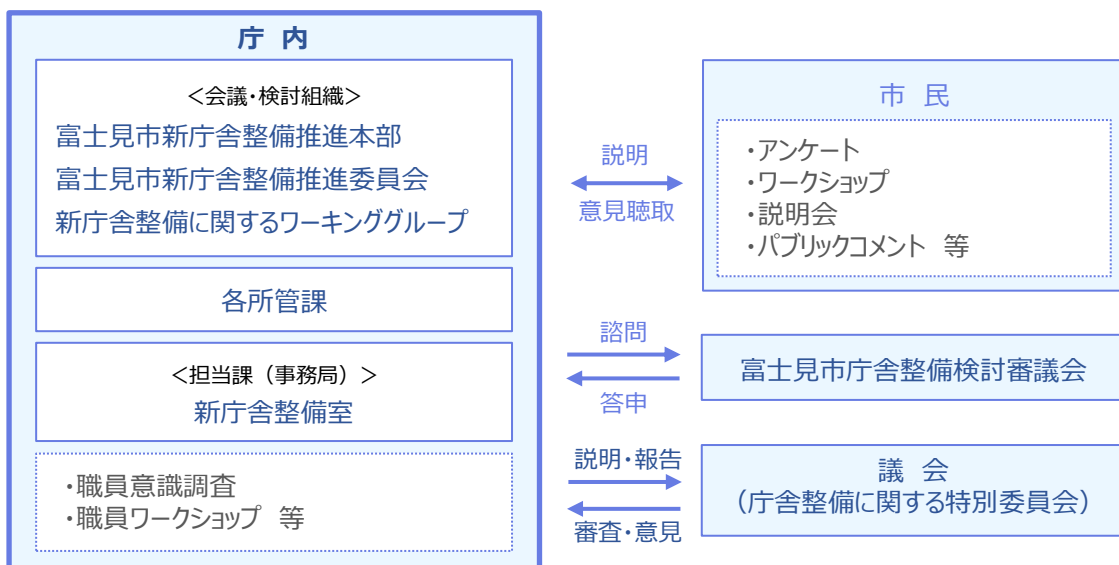 庁 内
＜会議・検討組織＞
富士見市新庁舎整備推進本部
富士見市新庁舎整備推進委員会
新庁舎整備に関するワーキンググループ
各所管課
＜担当課（事務局）＞
新庁舎整備室
・職員意識調査
・職員ワークショップ 等
説明
意見聴取
市 民
・アンケート
・ワークショップ
・説明会
・パブリックコメント 等
諮問
答申
富士見市庁舎整備検討審議会
説明・報告
審査・意見
議 会
（庁舎整備に関する特別委員会）